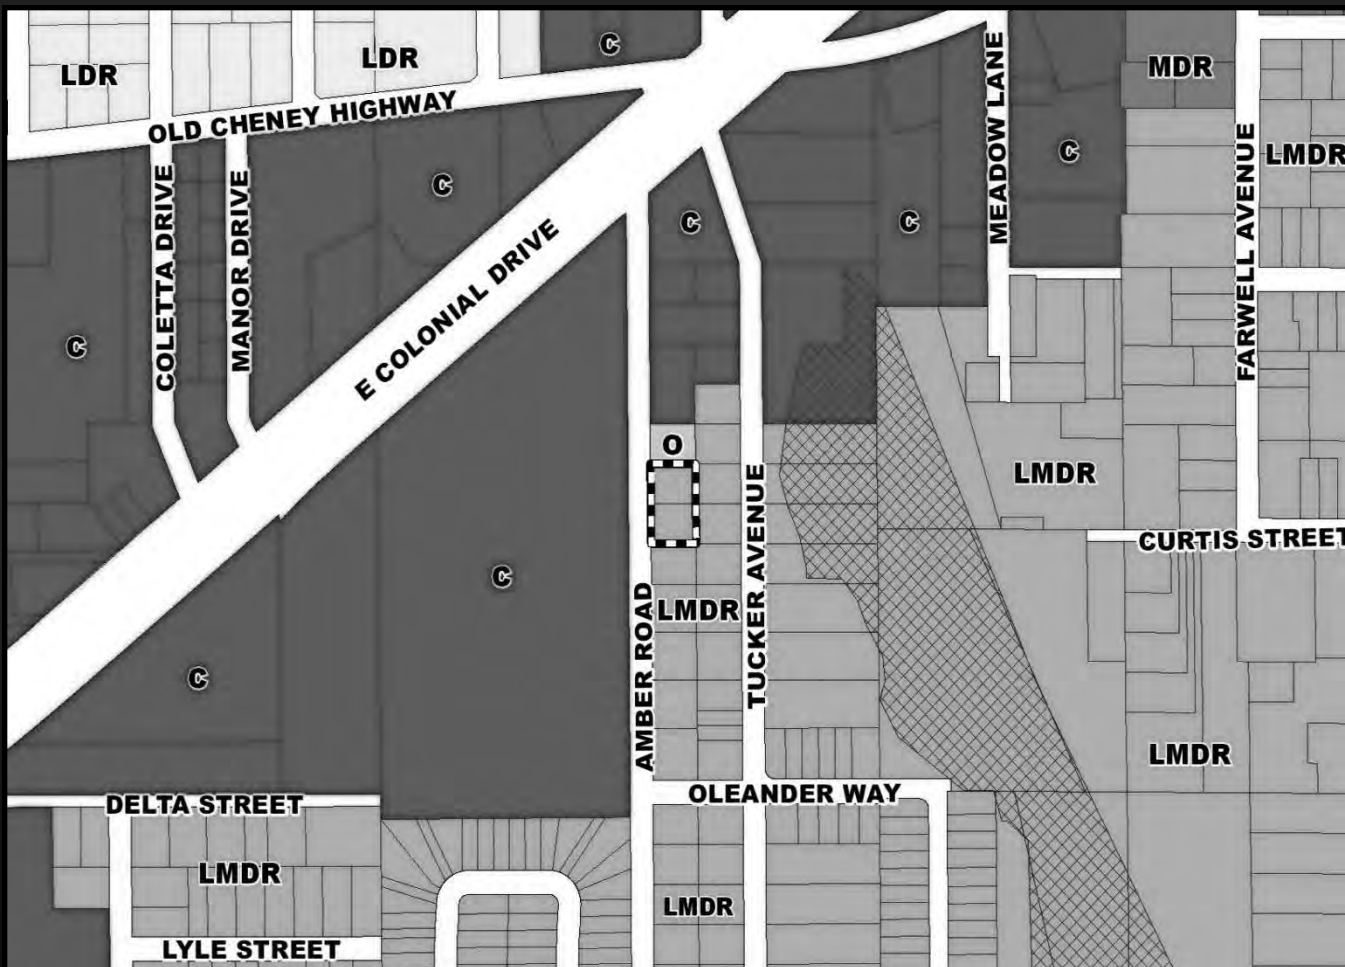 C
LDR
LDR
MDR
OLD CHENEY HIGHWAY
MEADOW LANE
C
LMDR
FARWELL AVENUE
C
COLETTA DRIVE
MANOR DRIVE
C
C
E COLONIAL DRIVE
C
O
LMDR
TUCKER AVENUE
CURTIS STREET
C
LMDR
AMBER ROAD
C
LMDR
OLEANDER WAY
DELTA STREET
LMDR
LMDR
LYLE STREET